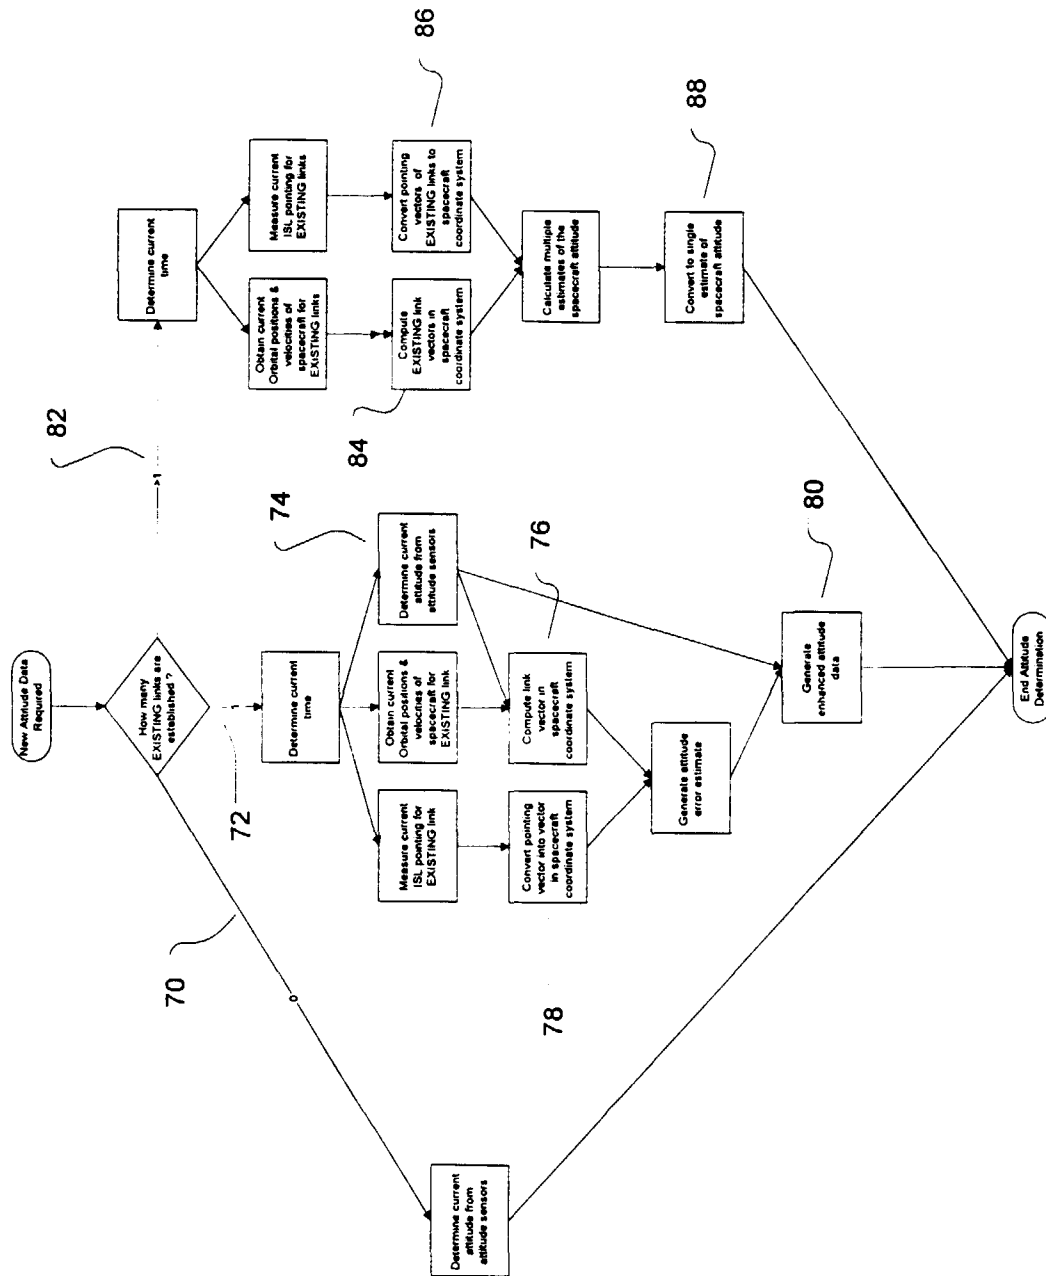 New Attitude Data
Required
How many
EXISTING links are
established ?
0
1
>1
70
72
82
Determine current
attitude from
attitude sensors
Determine current
time
Measure current
ISL pointing for
EXISTING link
Obtain current
Orbital positions &
velocities of
spacecraft for
EXISTING link
Determine current
attitude from
attitude sensors
74
Convert pointing
vector into vector
in spacecraft
coordinate system
78
Compute link
vector in
spacecraft
coordinate system
76
Generate attitude
error estimate
Generate
enhanced attitude
data
80
Determine current
time
Obtain current
Orbital positions &
velocities of
spacecraft for
EXISTING links
Measure current
ISL pointing for
EXISTING links
Compute
EXISTING link
vectors in
spacecraft
coordinate system
84
Convert pointing
vectors of
EXISTING links to
spacecraft
coordinate system
86
Calculate multiple
estimates of the
spacecraft attitude
Convert to single
estimate of
spacecraft attitude
88
End Attitude
Determination